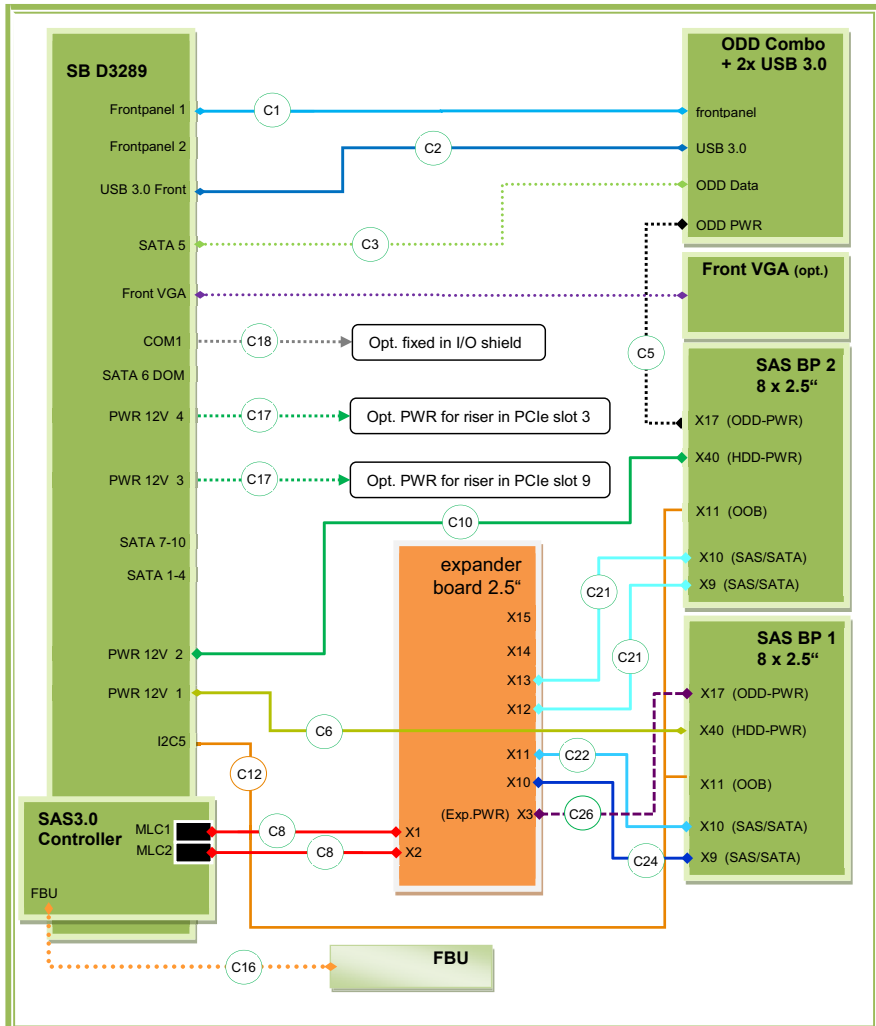 SB D3289
Frontpanel 1
Frontpanel 2
USB 3.0 Front
SATA 5
Front VGA
COM1
SATA 6 DOM
PWR 12V 4
PWR 12V 3
SATA 7-10
SATA 1-4
PWR 12V 2
PWR 12V 1
I2C5
SAS3.0
Controller
MLC1
MLC2
FBU
C1
C2
C3
C18
Opt. fixed in I/O shield
C17
Opt. PWR for riser in PCIe slot 3
C17
Opt. PWR for riser in PCIe slot 9
C5
C10
C21
C21
C6
C12
C22
C26
C8
C8
C24
C16
expander
board 2.5“
X15
X14
X13
X12
X11
X10
(Exp.PWR) X3
X1
X2
FBU
ODD Combo
+ 2x USB 3.0
frontpanel
USB 3.0
ODD Data
ODD PWR
Front VGA (opt.)
SAS BP 2
8 x 2.5“
X17 (ODD-PWR)
X40 (HDD-PWR)
X11 (OOB)
X10 (SAS/SATA)
X9 (SAS/SATA)
SAS BP 1
8 x 2.5“
X17 (ODD-PWR)
X40 (HDD-PWR)
X11 (OOB)
X10 (SAS/SATA)
X9 (SAS/SATA)